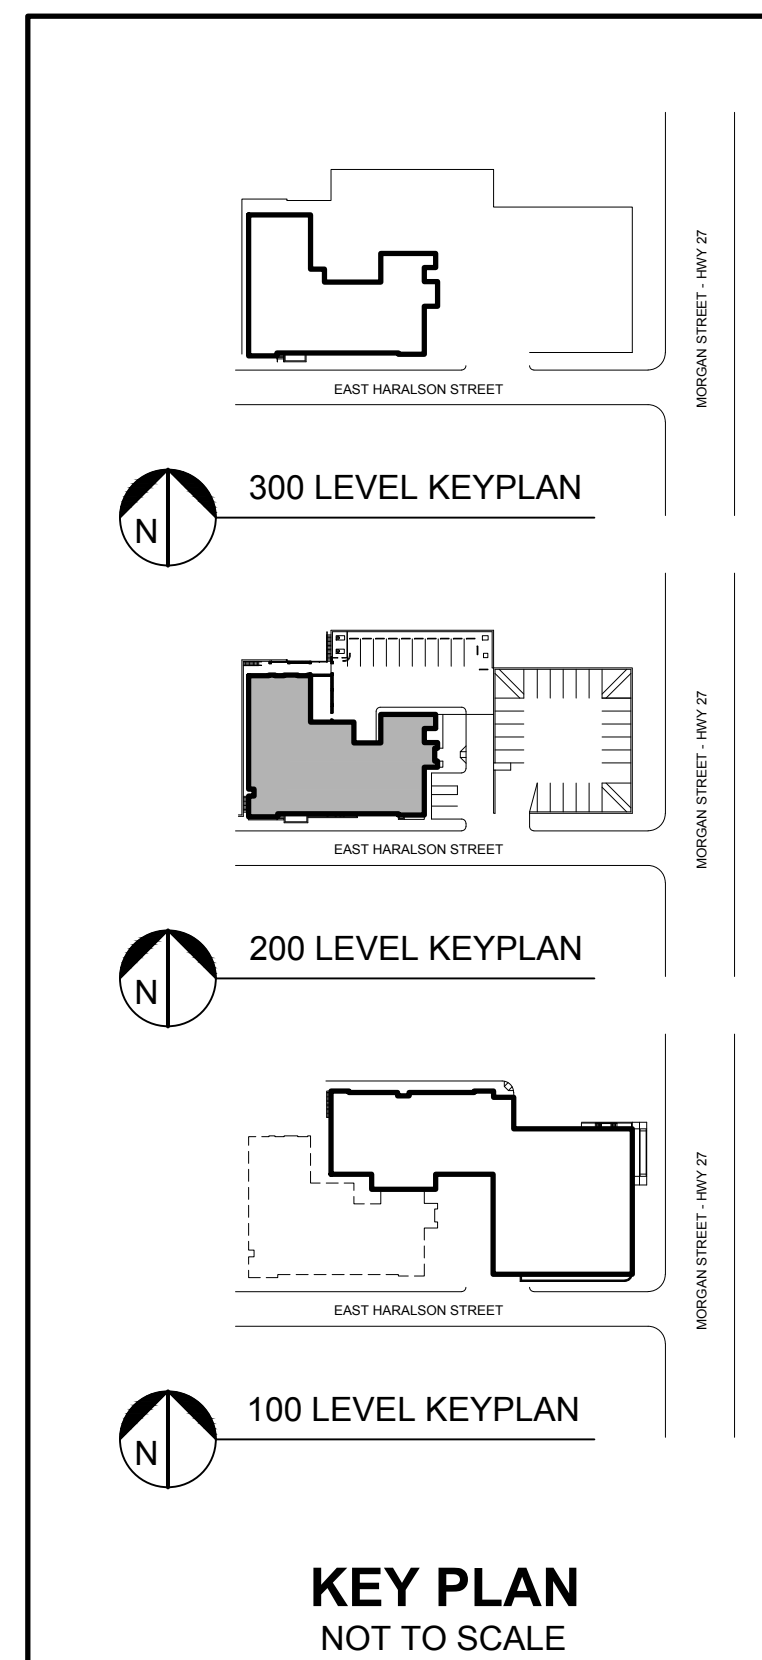 MORGAN STREET - HWY 27
EAST HARALSON STREET
N
300 LEVEL KEYPLAN
MORGAN STREET - HWY 27
EAST HARALSON STREET
N
200 LEVEL KEYPLAN
MORGAN STREET - HWY 27
EAST HARALSON STREET
N
100 LEVEL KEYPLAN
KEY PLAN
NOT TO SCALE